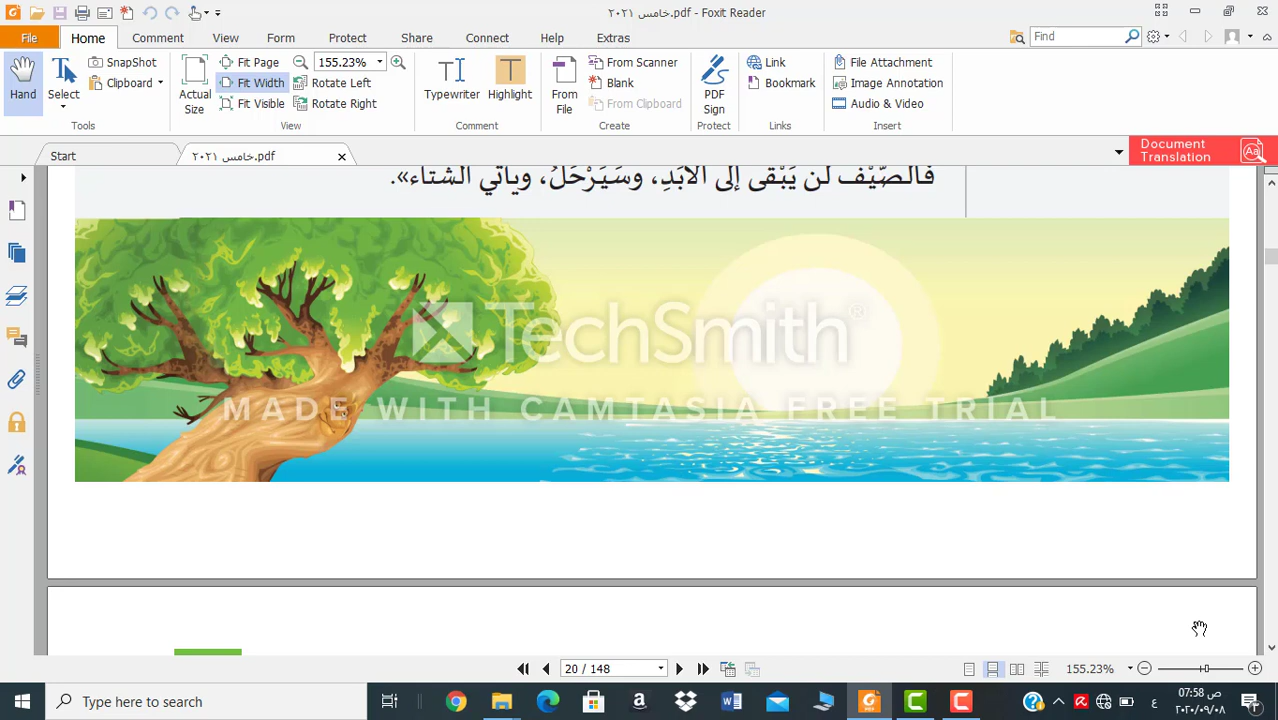 خامس ٢٠٢١.pdf - Foxit Reader
File
Home
Comment
View
Form
Protect
Share
Connect
Help
Extras
Find
Hand
Select
SnapShot
Clipboard
Tools
Actual Size
Fit Page
Fit Width
Fit Visible
155.23%
Rotate Left
Rotate Right
View
Typewriter
Highlight
Comment
From File
From Scanner
Blank
From Clipboard
Create
PDF Sign
Protect
Link
Bookmark
Links
File Attachment
Image Annotation
Audio & Video
Insert
Start
خامس ٢٠٢١.pdf
Document Translation
فالصَّيْف لن يَبْقى إلى الأبَدِ، وسَيَرْحَلُ، ويأتي الشتاء».
TechSmith®
MADE WITH CAMTASIA FREE TRIAL
20 / 148
155.23%
Type here to search
ع
07:58 ص
٢٠٢٠/٠٩/٠٨
٣